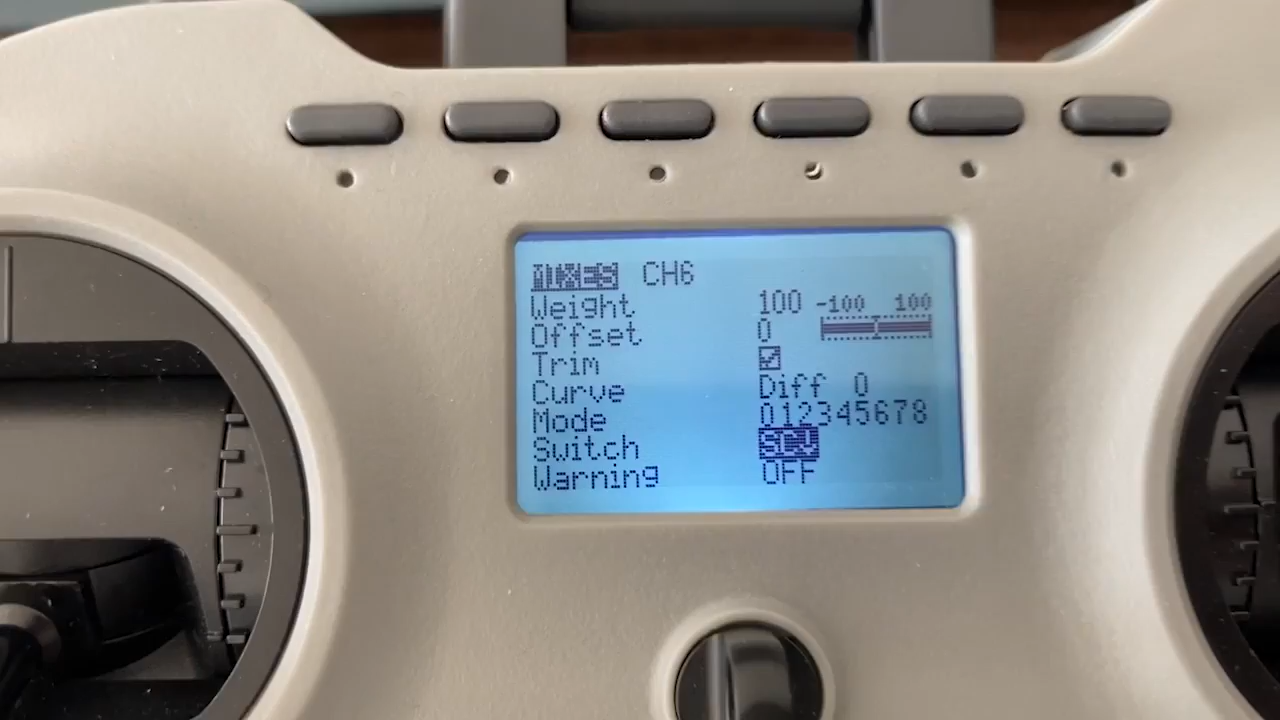 MIXES CH6
Weight 100 -100 100
Offset 0
Trim
Curve Diff 0
Mode 012345678
Switch
Warning OFF